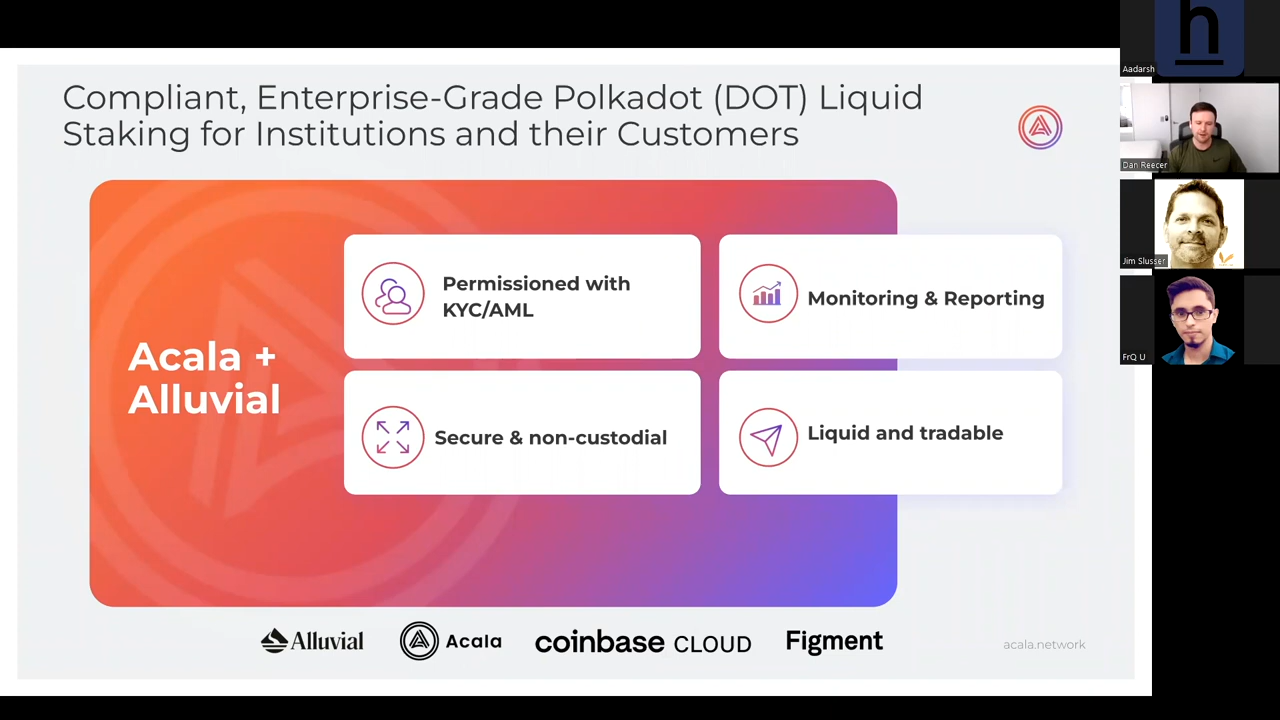 Compliant, Enterprise-Grade Polkadot (DOT) Liquid
Staking for Institutions and their Customers
Acala +
Alluvial
Permissioned with
KYC/AML
Monitoring & Reporting
Secure & non-custodial
Liquid and tradable
Alluvial
Acala
coinbase CLOUD
Figment
acala.network
h
Aadarsh
Dan Reecer
Jim Slusser
FrQ U